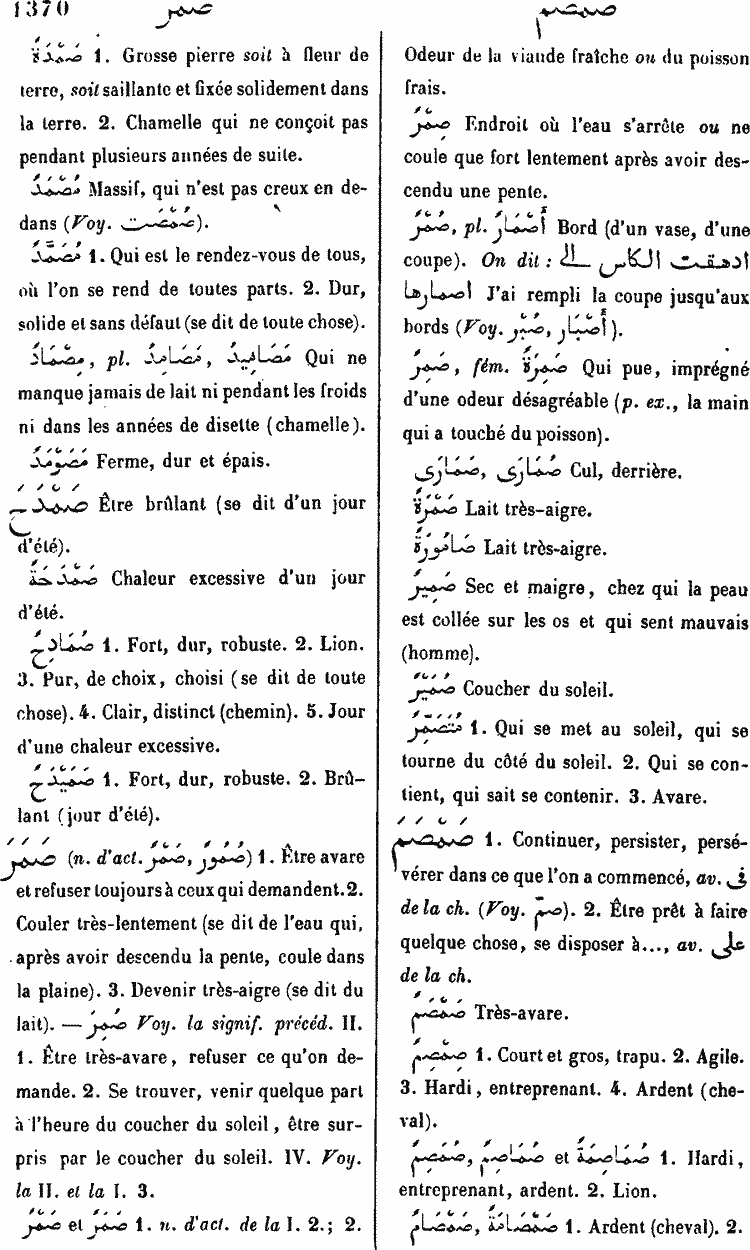 1370 صمر صمصم
صَمْدَةٌ 1. Grosse pierre soit à fleur de
terre, soit saillante et fixée solidement dans
la terre. 2. Chamelle qui ne conçoit pas
pendant plusieurs années de suite.
مُصْمَدٌ Massif, qui n'est pas creux en de-
dans (Voy. مُصْمَتٌ).
مُصَمَّدٌ 1. Qui est le rendez-vous de tous,
où l'on se rend de toutes parts. 2. Dur,
solide et sans défaut (se dit de toute chose).
مِصْمَادٌ, pl. مَصَامِدُ, مَصَامِيدُ Qui ne
manque jamais de lait ni pendant les froids
ni dans les années de disette (chamelle).
مَصْمُودٌ Ferme, dur et épais.
صَمْدَحَ Être brûlant (se dit d'un jour
d'été).
صَمْدَحَةٌ Chaleur excessive d'un jour
d'été.
صُمَادِحٌ 1. Fort, dur, robuste. 2. Lion.
3. Pur, de choix, choisi (se dit de toute
chose). 4. Clair, distinct (chemin). 5. Jour
d'une chaleur excessive.
صَمَيْدَحٌ 1. Fort, dur, robuste. 2. Brû-
lant (jour d'été).
صَمَرَ (n. d'act. صَمْرٌ, صُمُورٌ) 1. Être avare
et refuser toujours à ceux qui demandent. 2.
Couler très-lentement (se dit de l'eau qui,
après avoir descendu la pente, coule dans
la plaine). 3. Devenir très-aigre (se dit du
lait). — صَمِرَ Voy. la signif. précéd. II.
1. Être très-avare, refuser ce qu'on de-
mande. 2. Se trouver, venir quelque part
à l'heure du coucher du soleil, être sur-
pris par le coucher du soleil. IV. Voy.
la II. et la I. 3.
صَمْرٌ et صَمَرٌ 1. n. d'act. de la I. 2.; 2.
Odeur de la viande fraîche ou du poisson
frais.
صِمْرٌ Endroit où l'eau s'arrête ou ne
coule que fort lentement après avoir des-
cendu une pente.
صُمْرٌ, pl. أَصْمَارٌ Bord (d'un vase, d'une
coupe). On dit : ادهقت الكاس الى
اصمارها J'ai rempli la coupe jusqu'aux
bords (Voy. صُبْر, أَصْبَار).
صَمِرٌ, fém. صَمِرَةٌ Qui pue, imprégné
d'une odeur désagréable (p. ex., la main
qui a touché du poisson).
صُمَارَى, صَمَارَى Cul, derrière.
صَمْرَةٌ Lait très-aigre.
صَامُورَةٌ Lait très-aigre.
صَمِيرٌ Sec et maigre, chez qui la peau
est collée sur les os et qui sent mauvais
(homme).
صُمَيْرٌ Coucher du soleil.
مُتَصَمِّرٌ 1. Qui se met au soleil, qui se
tourne du côté du soleil. 2. Qui se con-
tient, qui sait se contenir. 3. Avare.
صَمْصَمَ 1. Continuer, persister, persé-
vérer dans ce que l'on a commencé, av. فى
de la ch. (Voy. صمّ). 2. Être prêt à faire
quelque chose, se disposer à..., av. على
de la ch.
صَمْصَمٌ Très-avare.
صِمْصِمٌ 1. Court et gros, trapu. 2. Agile.
3. Hardi, entreprenant. 4. Ardent (che-
val).
صُمَصِمٌ, صُمَاصِمٌ et صُمَاصِمَةٌ 1. Hardi,
entreprenant, ardent. 2. Lion.
صَمْصَامٌ, صَمْصَامَةٌ 1. Ardent (cheval). 2.